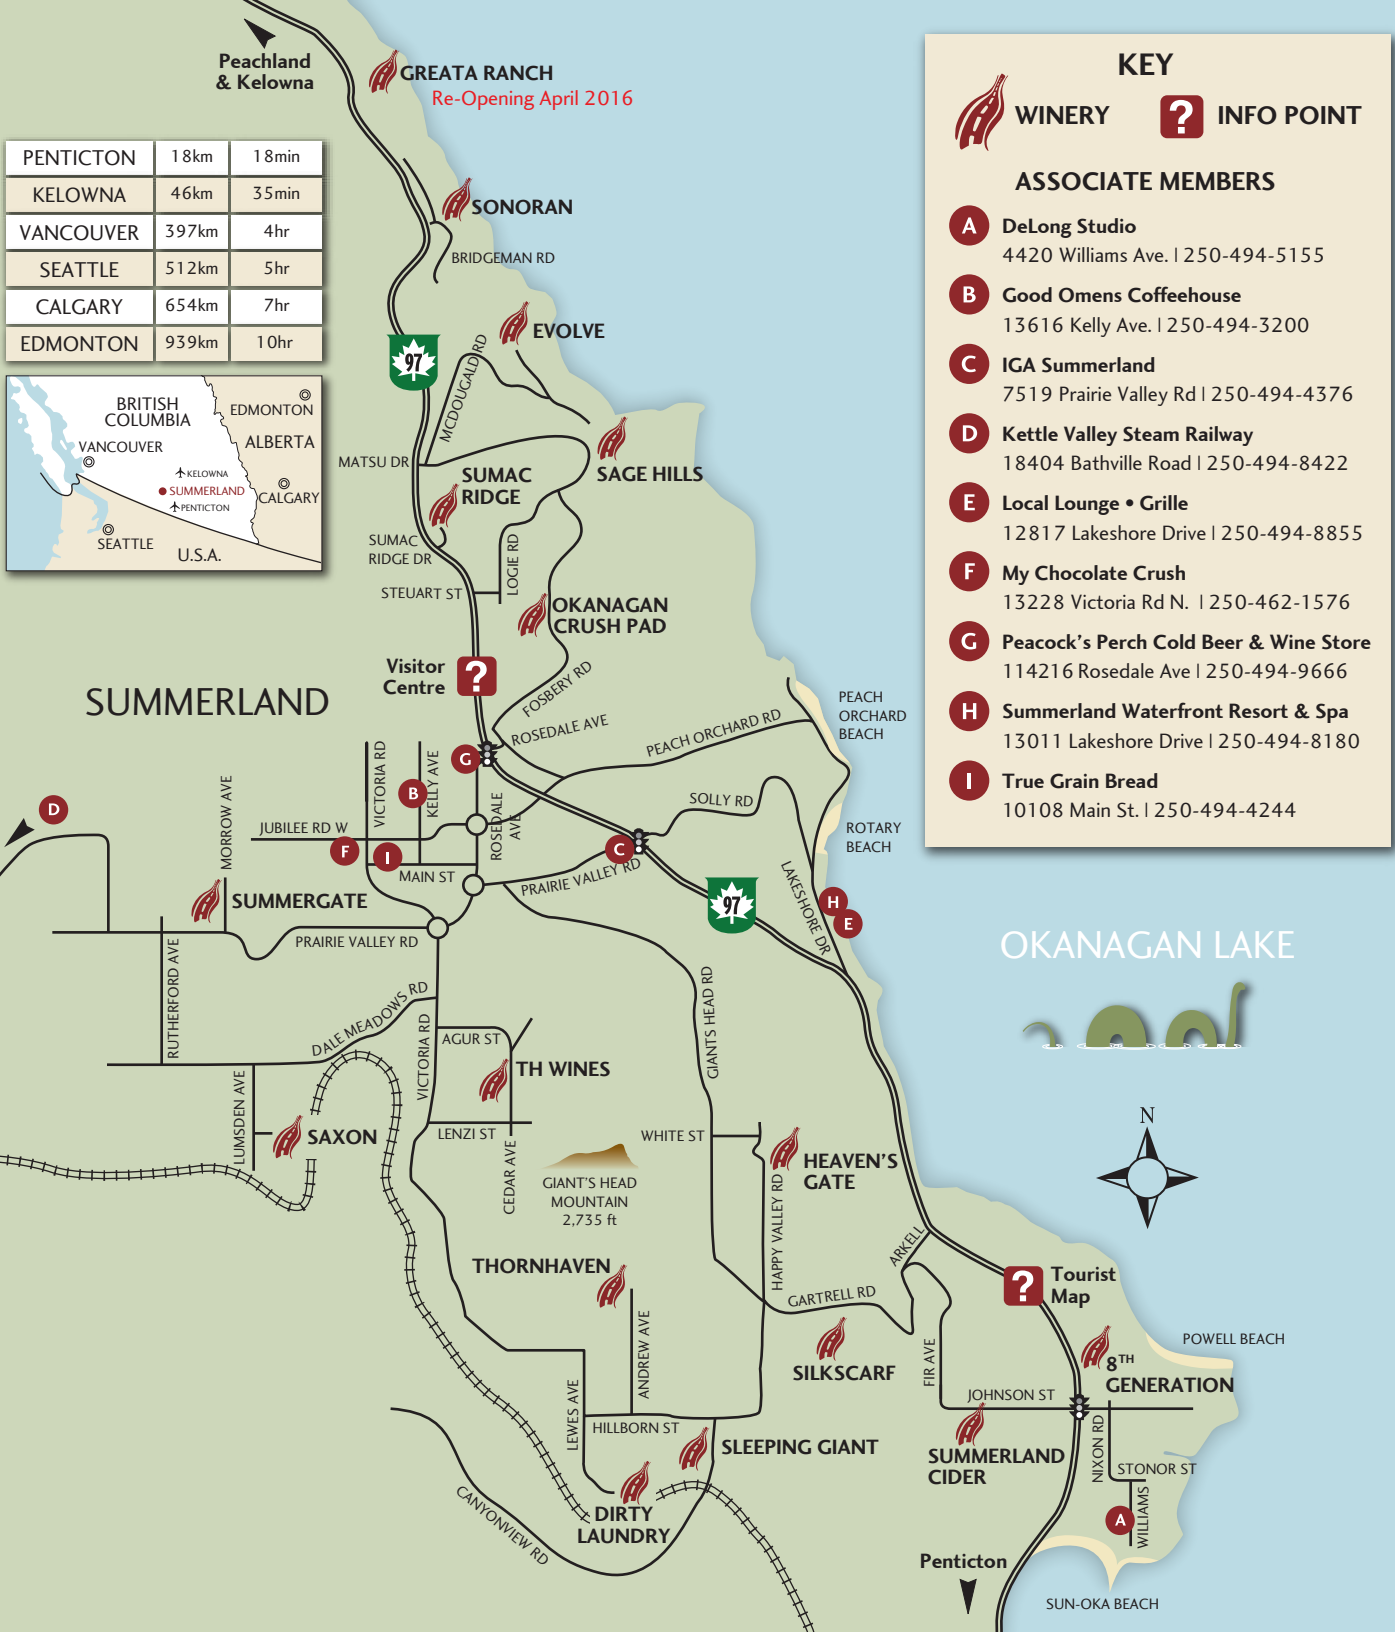 Peachland
& Kelowna
GREATA RANCH
Re-Opening April 2016
PENTICTON 18km 18min
KELOWNA 46km 35min
VANCOUVER 397km 4hr
SEATTLE 512km 5hr
CALGARY 654km 7hr
EDMONTON 939km 10hr
BRITISH
COLUMBIA
EDMONTON
ALBERTA
VANCOUVER
KELOWNA
SUMMERLAND
CALGARY
PENTICTON
SEATTLE
U.S.A.
KEY
WINERY
? INFO POINT
ASSOCIATE MEMBERS
A DeLong Studio
4420 Williams Ave. | 250-494-5155
B Good Omens Coffeehouse
13616 Kelly Ave. | 250-494-3200
C IGA Summerland
7519 Prairie Valley Rd | 250-494-4376
D Kettle Valley Steam Railway
18404 Bathville Road | 250-494-8422
E Local Lounge • Grille
12817 Lakeshore Drive | 250-494-8855
F My Chocolate Crush
13228 Victoria Rd N. | 250-462-1576
G Peacock's Perch Cold Beer & Wine Store
114216 Rosedale Ave | 250-494-9666
H Summerland Waterfront Resort & Spa
13011 Lakeshore Drive | 250-494-8180
I True Grain Bread
10108 Main St. | 250-494-4244
SONORAN
BRIDGEMAN RD
EVOLVE
97
MCDOUGALD RD
MATSU DR
SUMAC
RIDGE
SAGE HILLS
SUMAC
RIDGE DR
LOGIE RD
STEUART ST
OKANAGAN
CRUSH PAD
Visitor
Centre
?
FOSBERY RD
SUMMERLAND
ROSEDALE AVE
PEACH ORCHARD RD
PEACH
ORCHARD
BEACH
G
VICTORIA RD
KELLY AVE
B
MORROW AVE
D
SOLLY RD
JUBILEE RD W
ROSEDALE
AVE
ROTARY
BEACH
F
I
C
MAIN ST
PRAIRIE VALLEY RD
LAKESHORE DR
SUMMERGATE
97
H
E
PRAIRIE VALLEY RD
OKANAGAN LAKE
RUTHERFORD AVE
DALE MEADOWS RD
VICTORIA RD
AGUR ST
GIANTS HEAD RD
TH WINES
LUMSDEN AVE
SAXON
LENZI ST
CEDAR AVE
WHITE ST
N
HEAVEN'S
GATE
GIANT'S HEAD
MOUNTAIN
2,735 ft
HAPPY VALLEY RD
ARKELL
THORNHAVEN
?
Tourist
Map
GARTRELL RD
ANDREW AVE
SILKSCARF
FIR AVE
POWELL BEACH
8TH
GENERATION
JOHNSON ST
LEWES AVE
HILLBORN ST
SLEEPING GIANT
SUMMERLAND
CIDER
NIXON RD
STONOR ST
WILLIAMS
A
DIRTY
LAUNDRY
CANYONVIEW RD
Penticton
SUN-OKA BEACH